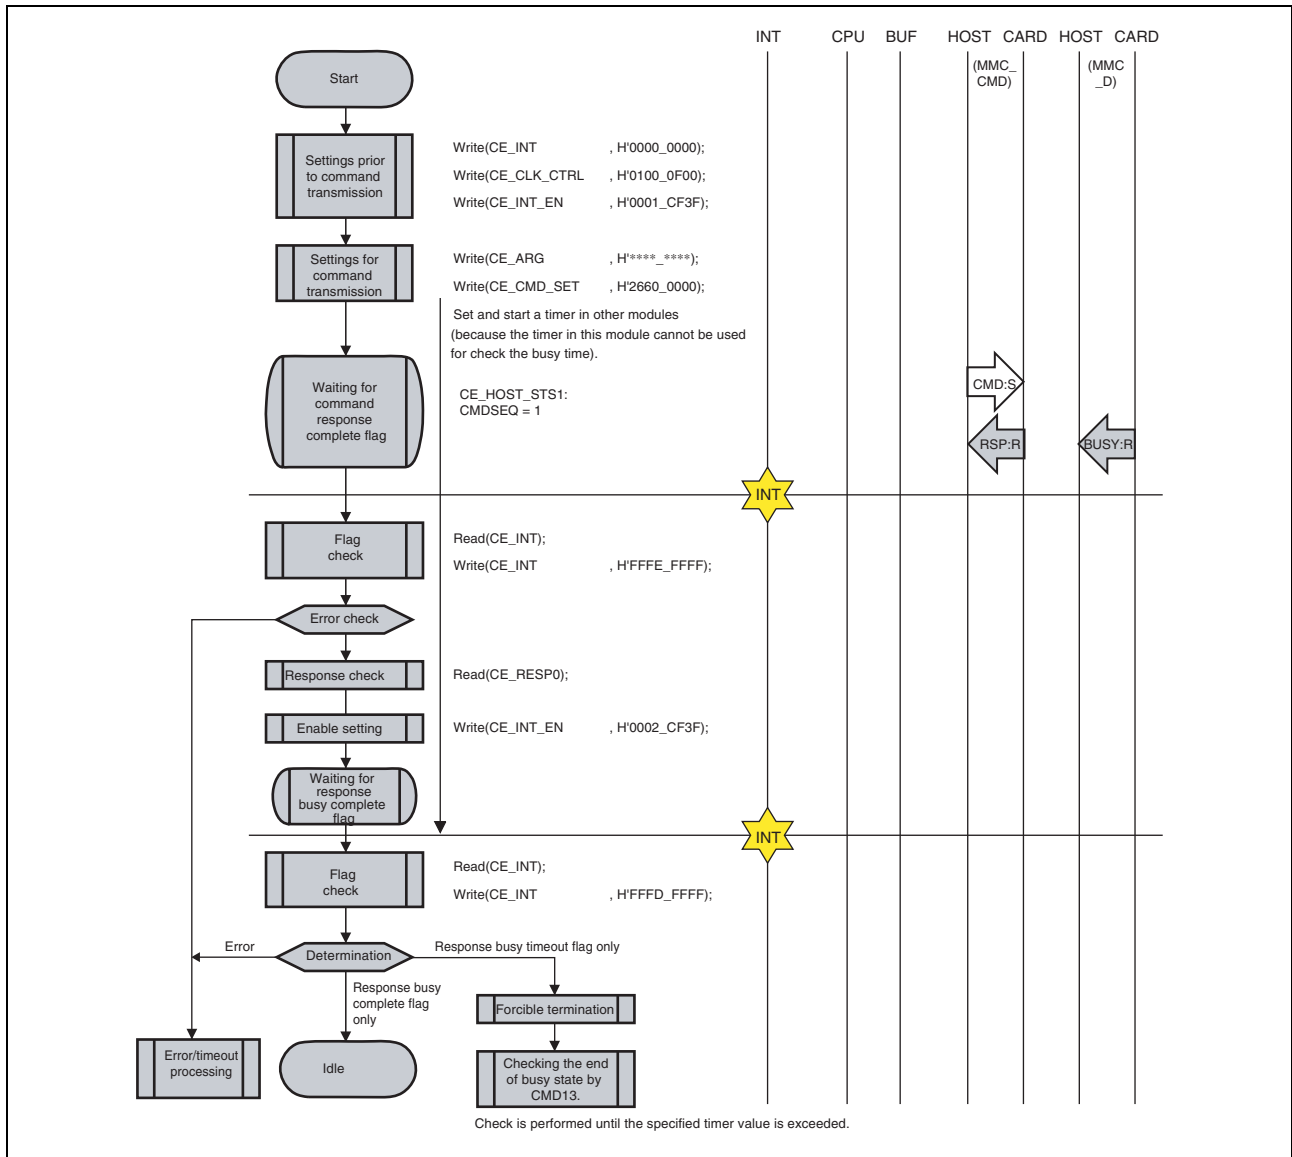 INT CPU BUF HOST CARD HOST CARD
(MMC_
CMD)
(MMC
_D)
Start
Settings prior
to command
transmission
Write(CE_INT , H'0000_0000);
Write(CE_CLK_CTRL , H'0100_0F00);
Write(CE_INT_EN , H'0001_CF3F);
Settings for
command
transmission
Write(CE_ARG , H'****_****);
Write(CE_CMD_SET , H'2660_0000);
Set and start a timer in other modules
(because the timer in this module cannot be used
for check the busy time).
Waiting for
command
response
complete flag
CE_HOST_STS1:
CMDSEQ = 1
CMD:S
RSP:R
BUSY:R
INT
Flag
check
Read(CE_INT);
Write(CE_INT , H'FFFE_FFFF);
Error check
Response check
Read(CE_RESP0);
Enable setting
Write(CE_INT_EN , H'0002_CF3F);
Waiting for
response
busy complete
flag
INT
Flag
check
Read(CE_INT);
Write(CE_INT , H'FFFD_FFFF);
Error
Determination
Response busy timeout flag only
Response busy
complete flag
only
Forcible termination
Error/timeout
processing
Idle
Checking the end
of busy state by
CMD13.
Check is performed until the specified timer value is exceeded.